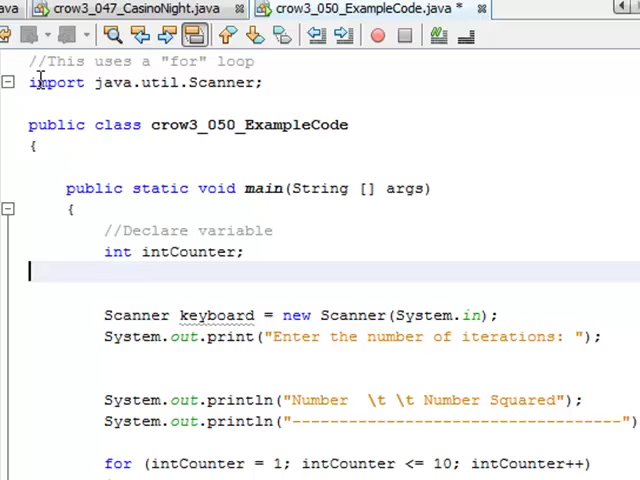 ava crow3_047_CasinoNight.java crow3_050_ExampleCode.java *
//This uses a "for" loop
import java.util.Scanner;
public class crow3_050_ExampleCode
{
public static void main(String [] args)
{
//Declare variable
int intCounter;
Scanner keyboard = new Scanner(System.in);
System.out.print("Enter the number of iterations: ");
System.out.println("Number  \t \t Number Squared");
System.out.println("-----------------------------------")
for (intCounter = 1; intCounter <= 10; intCounter++)